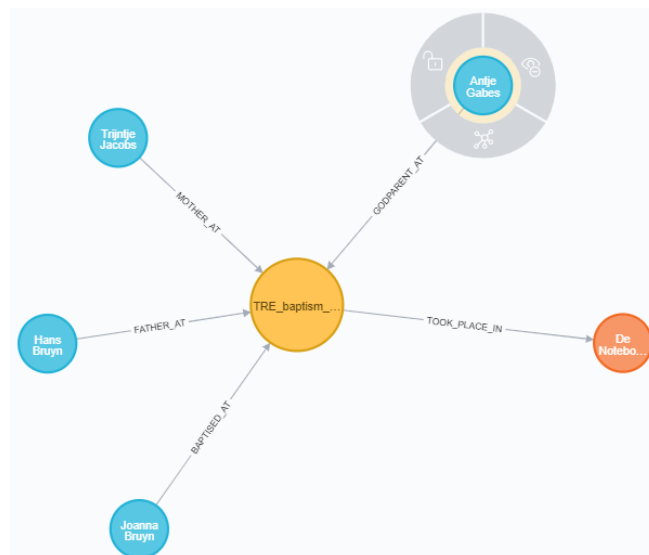 Antje
Gabes
Trijntje
Jacobs
MOTHER_AT
GODPARENT_AT
TRE_baptism_...
TOOK_PLACE_IN
De
Notebo...
FATHER_AT
Hans
Bruyn
BAPTISED_AT
Joanna
Bruyn